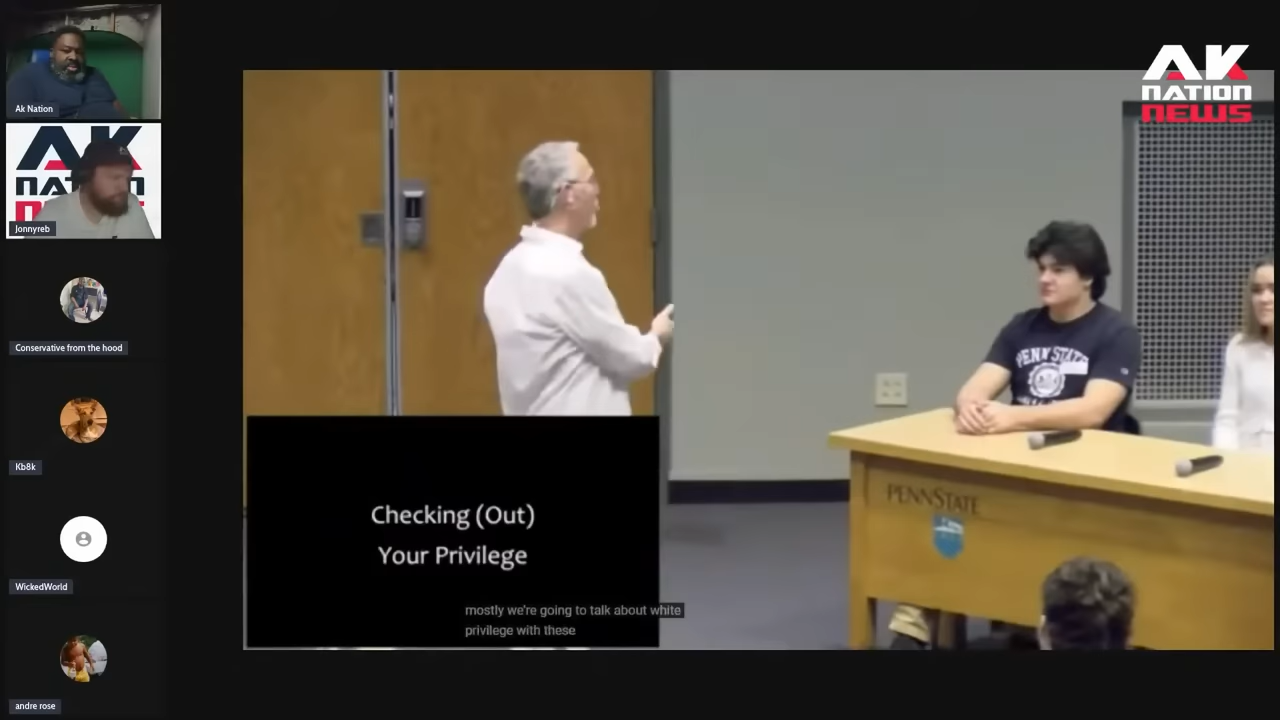 Ak Nation
AK
NATION
Jonnyreb
Conservative from the hood
Kb8k
WickedWorld
andre rose
AK
NATION
NEWS
PENN STATE
PENNSTATE
Checking (Out)
Your Privilege
mostly we're going to talk about white
privilege with these